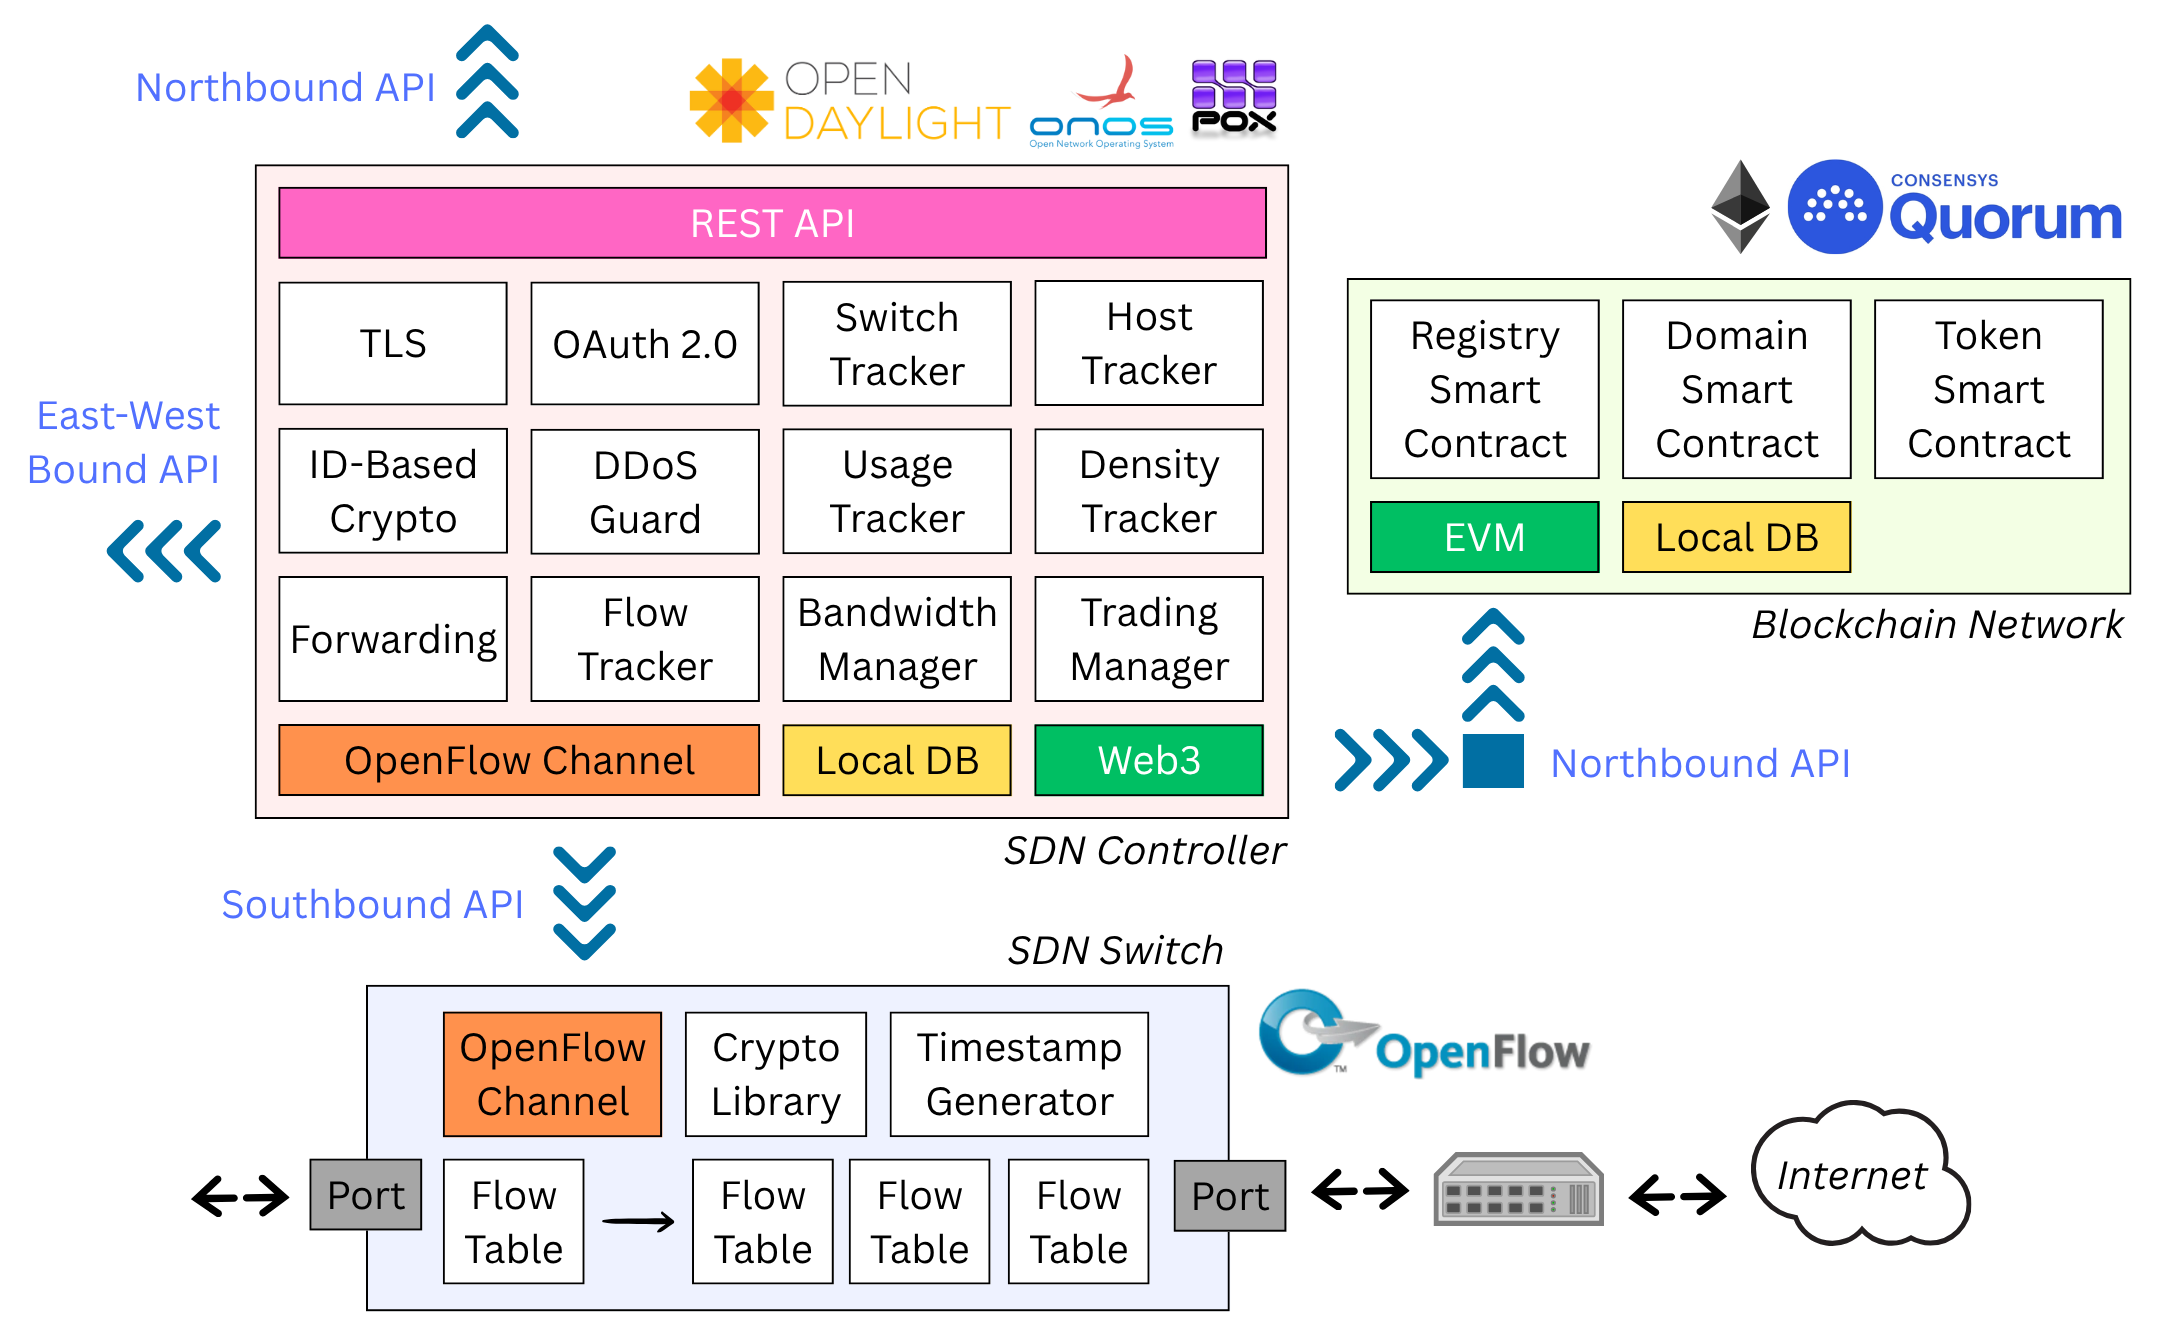 Northbound API
OPEN
DAYLIGHT
onos
Open Network Operating System
POX
REST API
TLS
OAuth 2.0
Switch
Tracker
Host
Tracker
ID-Based
Crypto
DDoS
Guard
Usage
Tracker
Density
Tracker
Forwarding
Flow
Tracker
Bandwidth
Manager
Trading
Manager
OpenFlow Channel
Local DB
Web3
SDN Controller
East-West
Bound API
CONSENSYS
Quorum
Registry
Smart
Contract
Domain
Smart
Contract
Token
Smart
Contract
EVM
Local DB
Blockchain Network
Northbound API
Southbound API
SDN Switch
OpenFlow
Channel
Crypto
Library
Timestamp
Generator
OpenFlow
TM
Port
Flow
Table
Flow
Table
Flow
Table
Flow
Table
Port
Internet